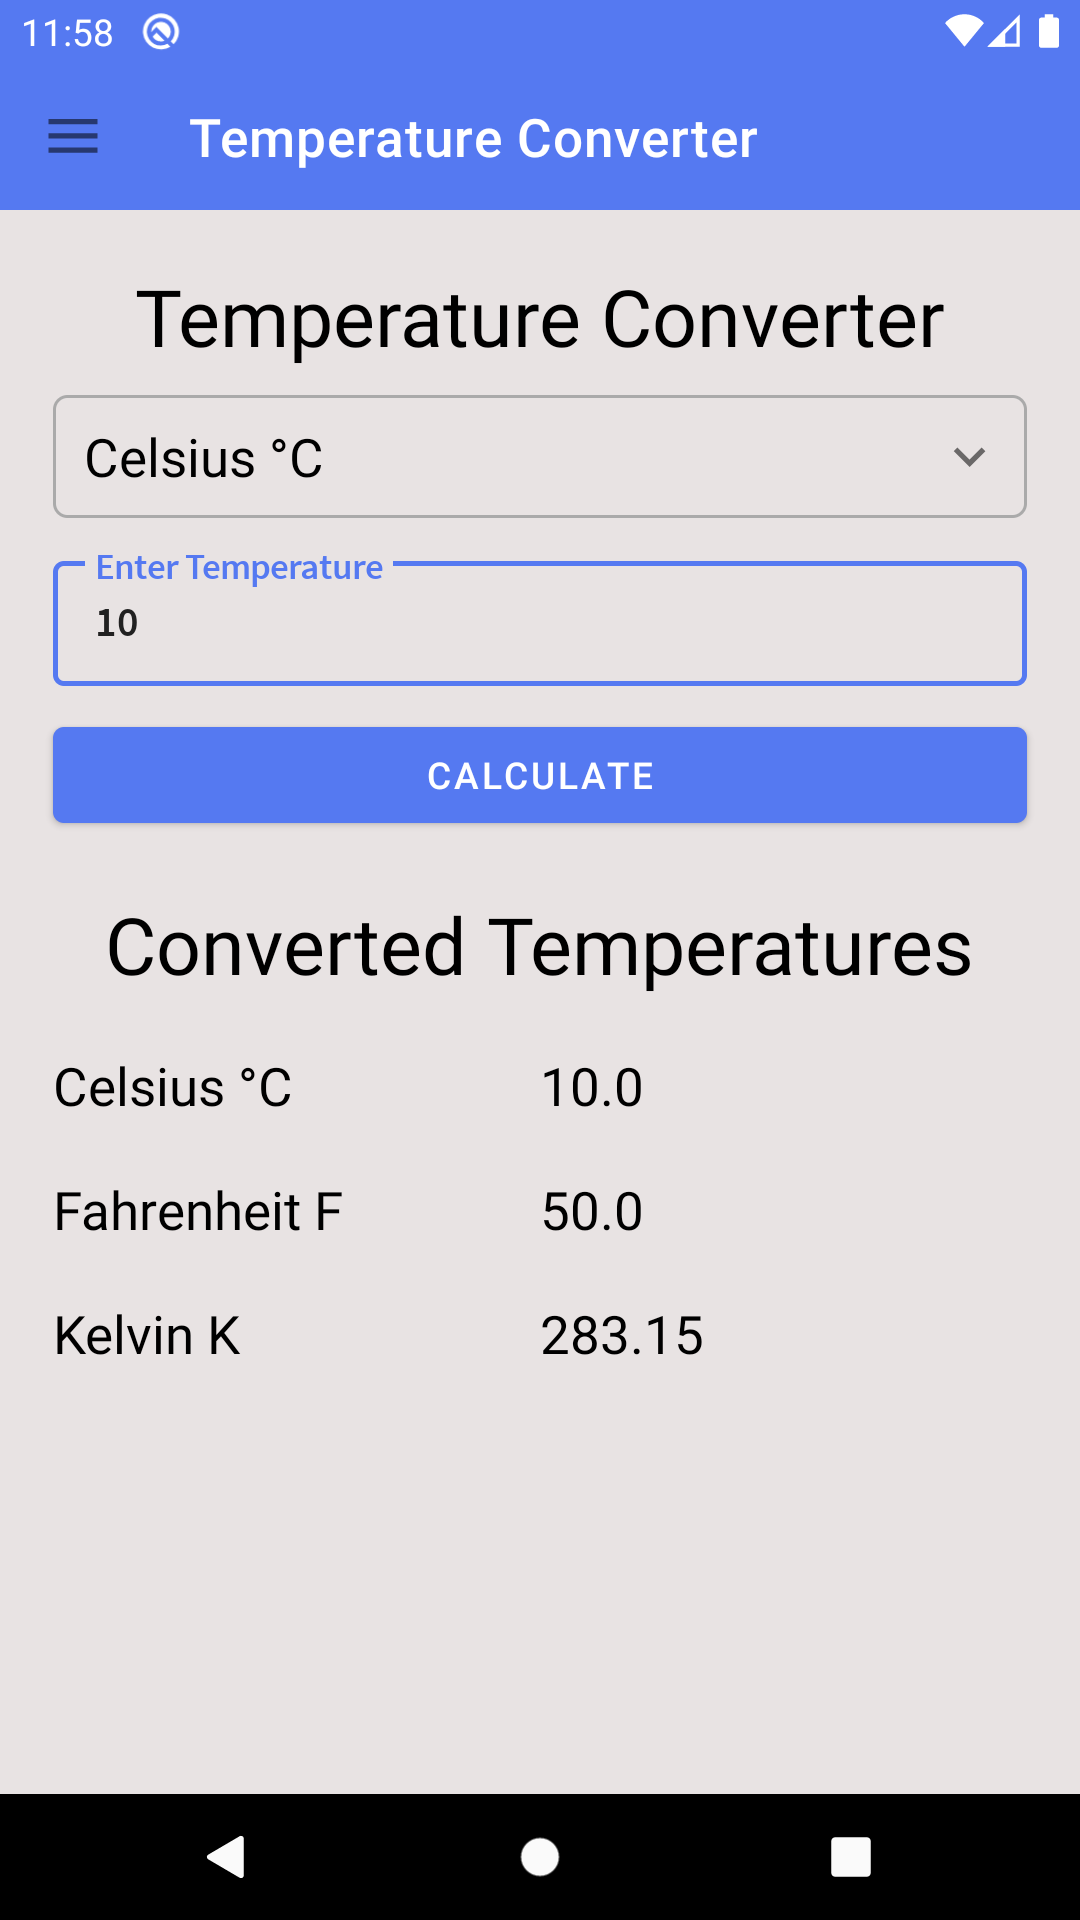 11:58
Temperature Converter
Temperature Converter
Celsius °C
Enter Temperature
10
CALCULATE
Converted Temperatures
Celsius °C 10.0
Fahrenheit F 50.0
Kelvin K 283.15